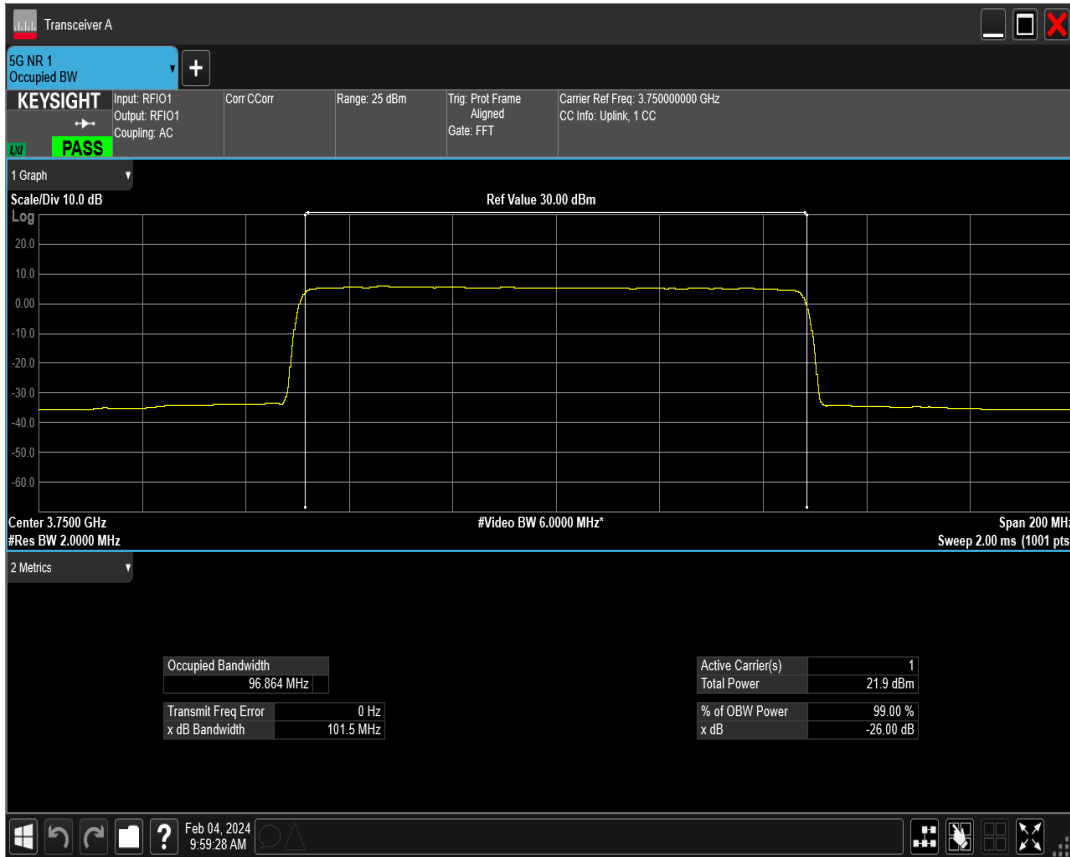 Transceiver A
5G NR 1
Occupied BW
KEYSIGHT
LXI
PASS
Input: RFIO1
Output: RFIO1
Coupling: AC
Corr CCorr
Range: 25 dBm
Trig: Prot Frame
Aligned
Gate: FFT
Carrier Ref Freq: 3.750000000 GHz
CC Info: Uplink, 1 CC
1 Graph
Scale/Div 10.0 dB
Ref Value 30.00 dBm
Log
20.0
10.0
0.00
-10.0
-20.0
-30.0
-40.0
-50.0
-60.0
Center 3.7500 GHz
#Video BW 6.0000 MHz*
Span 200 MHz
#Res BW 2.0000 MHz
Sweep 2.00 ms (1001 pts
2 Metrics
Occupied Bandwidth
96.864 MHz
Transmit Freq Error 0 Hz
x dB Bandwidth 101.5 MHz
Active Carrier(s) 1
Total Power 21.9 dBm
% of OBW Power 99.00 %
x dB -26.00 dB
?
Feb 04, 2024
9:59:28 AM